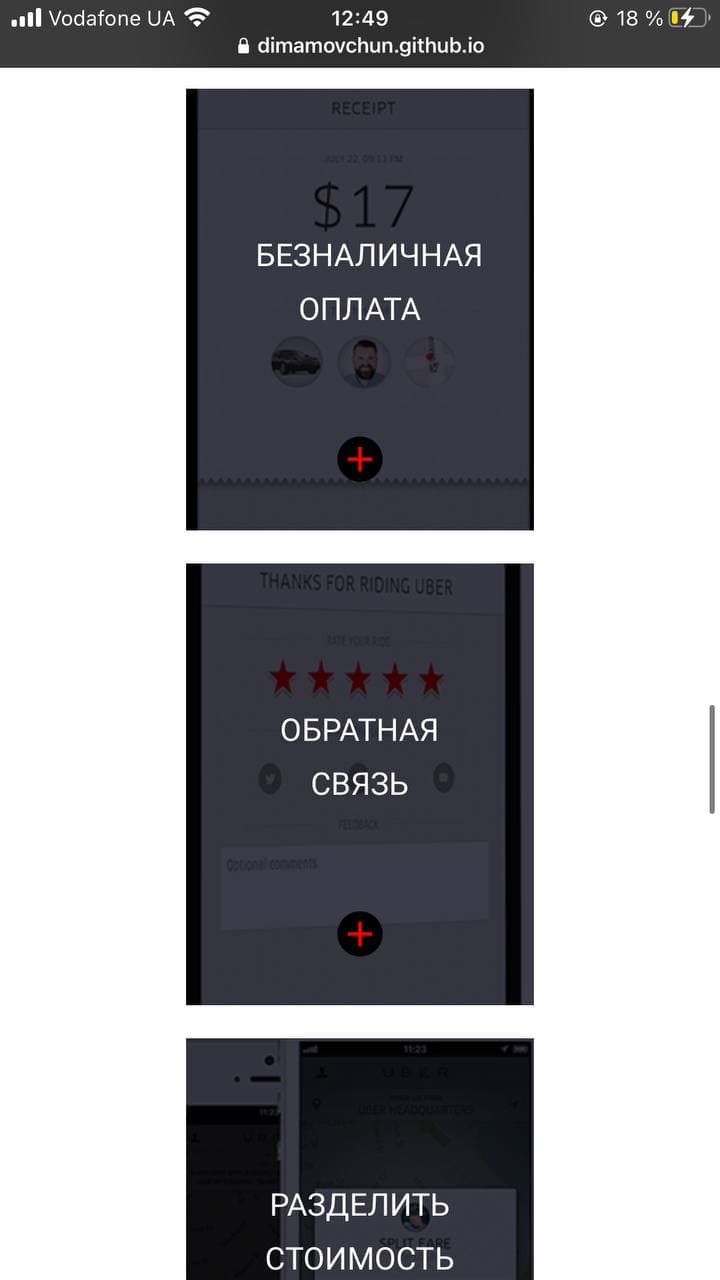 Vodafone UA
12:49
18 %
dimamovchun.github.io
RECEIPT
JULY 22, 09:13 PM
$17
БЕЗНАЛИЧНАЯ
ОПЛАТА
THANKS FOR RIDING UBER
RATE YOUR RIDE
ОБРАТНАЯ
СВЯЗЬ
FEEDBACK
Optional comments
11:23
UBER
UBER HEADQUARTERS
РАЗДЕЛИТЬ
SPLIT FARE
СТОИМОСТЬ